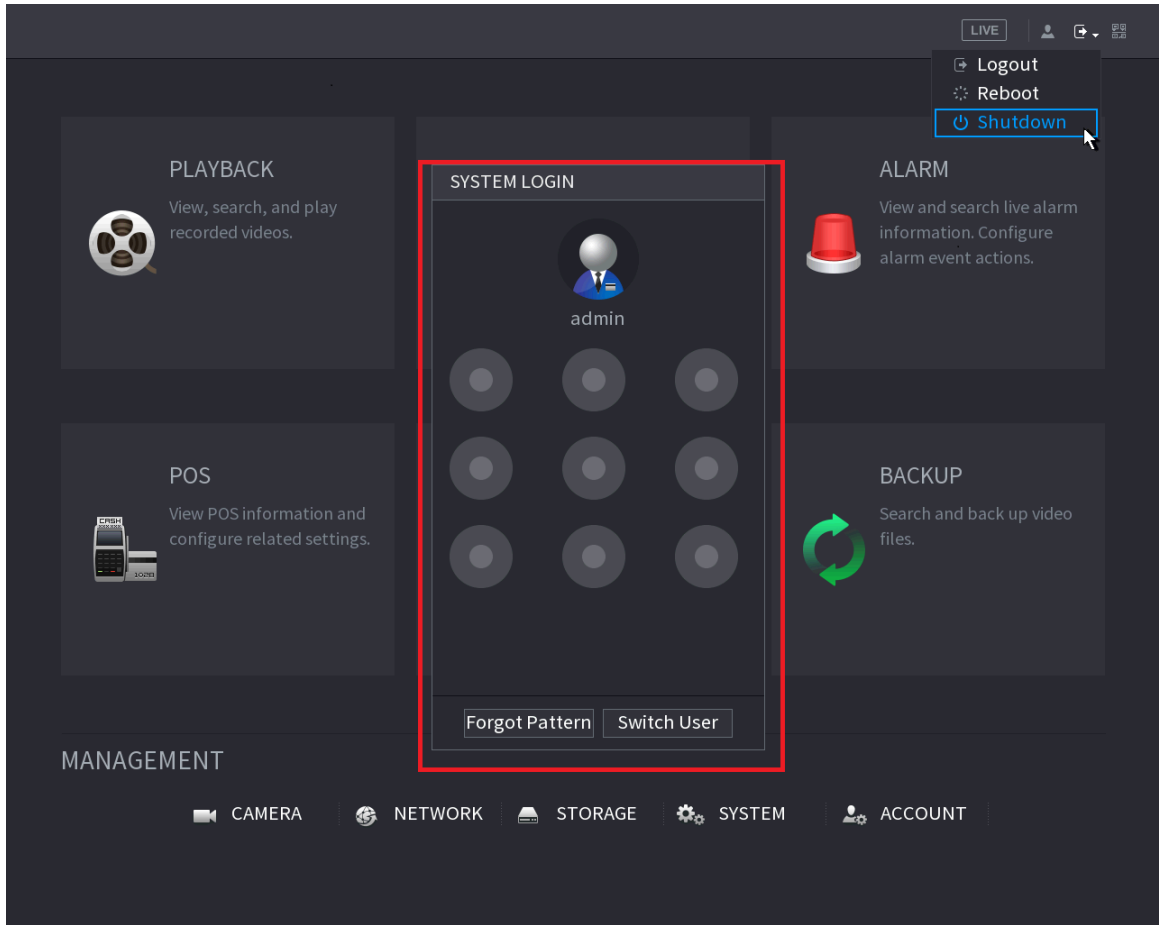 LIVE
Logout
Reboot
Shutdown
PLAYBACK
View, search, and play
recorded videos.
SYSTEM LOGIN
admin
Forgot Pattern
Switch User
ALARM
View and search live alarm
information. Configure
alarm event actions.
POS
View POS information and
configure related settings.
BACKUP
Search and back up video
files.
MANAGEMENT
CAMERA
NETWORK
STORAGE
SYSTEM
ACCOUNT